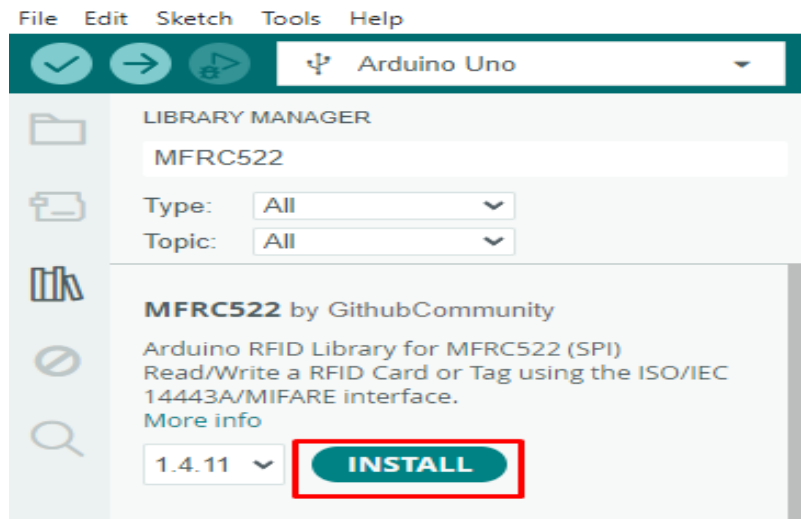 File Edit Sketch Tools Help
Arduino Uno
LIBRARY MANAGER
MFRC522
Type: All
Topic: All
MFRC522 by GithubCommunity
Arduino RFID Library for MFRC522 (SPI)
Read/Write a RFID Card or Tag using the ISO/IEC
14443A/MIFARE interface.
More info
1.4.11 INSTALL